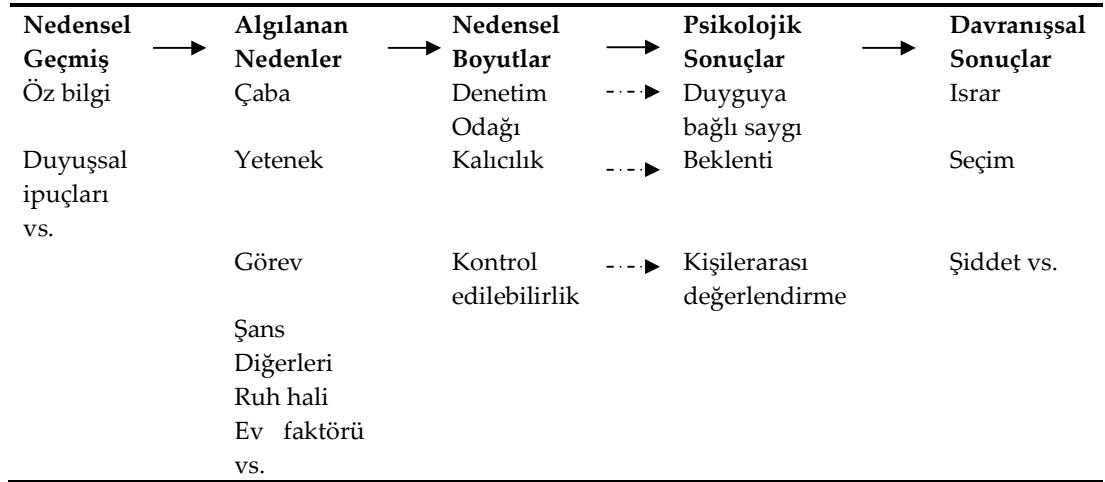 Nedensel Algılanan Nedensel Psikolojik Davranışsal
Geçmiş Nedenler Boyutlar Sonuçlar Sonuçlar
Öz bilgi Çaba Denetim Duyguya Israr
Odağı bağlı saygı
Duyuşsal Yetenek Kalıcılık Beklenti Seçim
ipuçları
vs.
Görev Kontrol Kişilerarası Şiddet vs.
edilebilirlik değerlendirme
Şans
Diğerleri
Ruh hali
Ev faktörü
vs.